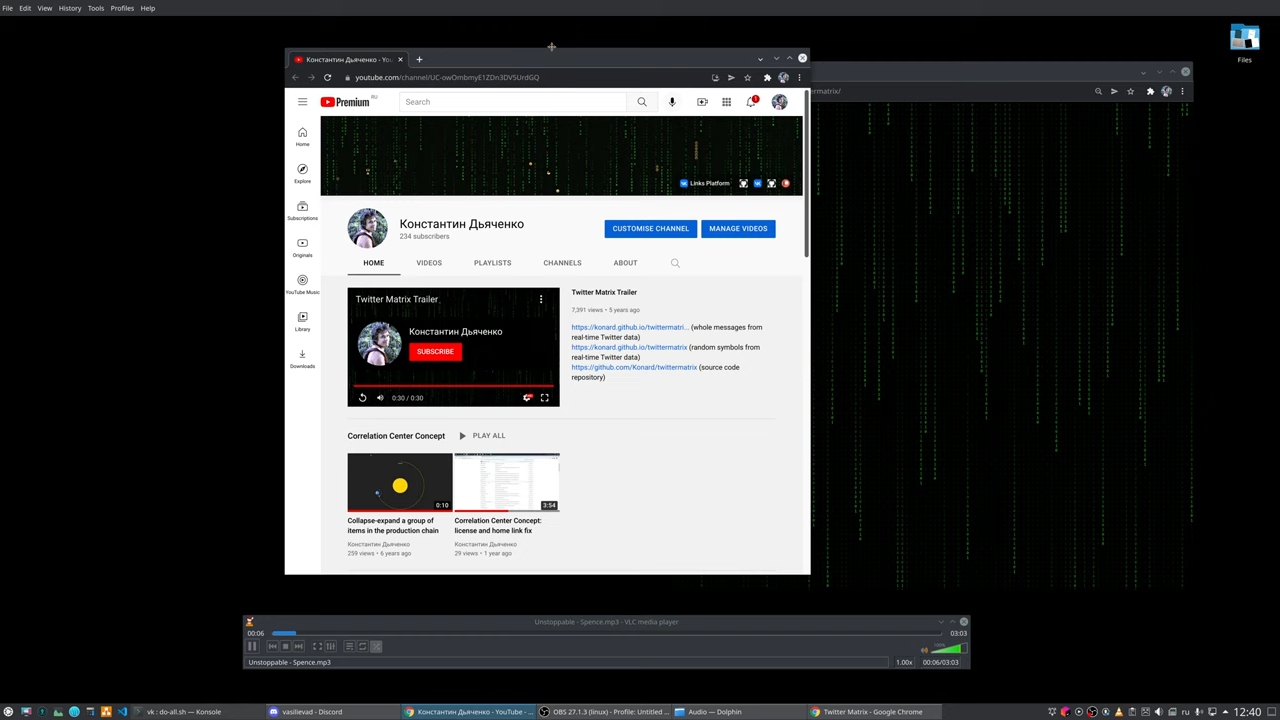 File Edit View History Tools Profiles Help
Files
Константин Дьяченко - You
youtube.com/channel/UC-owOmbmyE1ZDn3DV5UrdGQ
ermatrix/
Premium RU
Search
1
Home
Explore
Subscriptions
Originals
YouTube Music
Library
Downloads
Links Platform
Константин Дьяченко
234 subscribers
CUSTOMISE CHANNEL
MANAGE VIDEOS
HOME VIDEOS PLAYLISTS CHANNELS ABOUT
Twitter Matrix Trailer
Константин Дьяченко
SUBSCRIBE
0:30 / 0:30
Twitter Matrix Trailer
7,391 views • 5 years ago
https://konard.github.io/twittermatri... (whole messages from
real-time Twitter data)
https://konard.github.io/twittermatrix (random symbols from
real-time Twitter data)
https://github.com/Konard/twittermatrix (source code
repository)
Correlation Center Concept
PLAY ALL
0:10
Collapse-expand a group of
items in the production chain
Константин Дьяченко
259 views • 6 years ago
3:54
Correlation Center Concept:
license and home link fix
Константин Дьяченко
29 views • 1 year ago
Unstoppable - Spence.mp3 - VLC media player
00:06
03:03
Unstoppable - Spence.mp3
1.00x
00:06/03:03
vk : do-all.sh — Konsole
vasilievad - Discord
Константин Дьяченко - YouTube - ...
OBS 27.1.3 (linux) - Profile: Untitled ...
Audio — Dolphin
Twitter Matrix - Google Chrome
ru
12:40